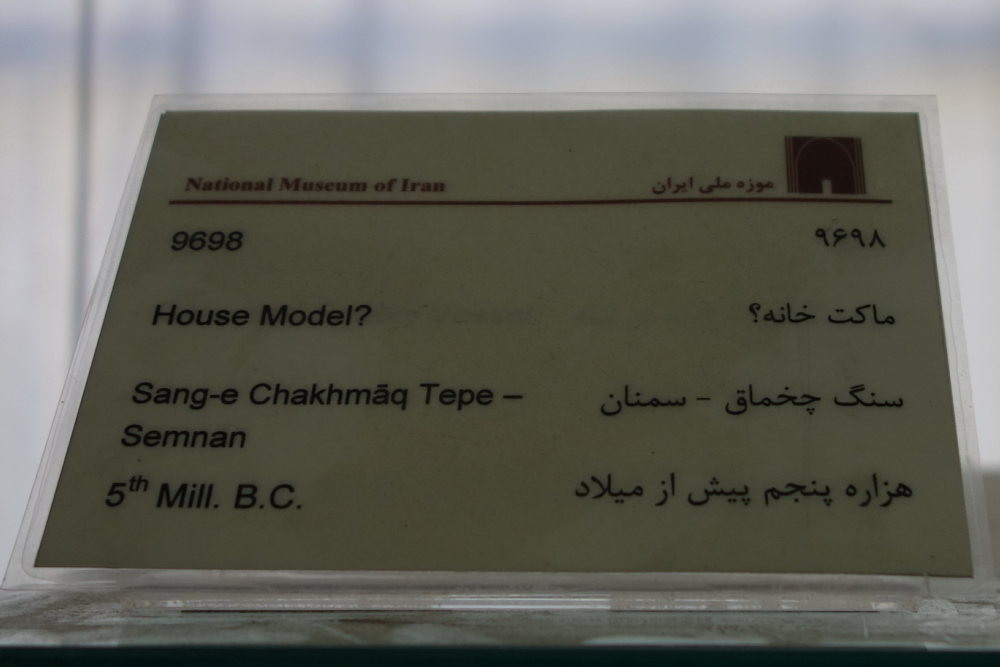 National Museum of Iran موزه ملی ایران
9698 ۹۶۹۸
House Model? ماکت خانه؟
Sang-e Chakhmāq Tepe – سنگ چخماق - سمنان
Semnan
5th Mill. B.C. هزاره پنجم پیش از میلاد